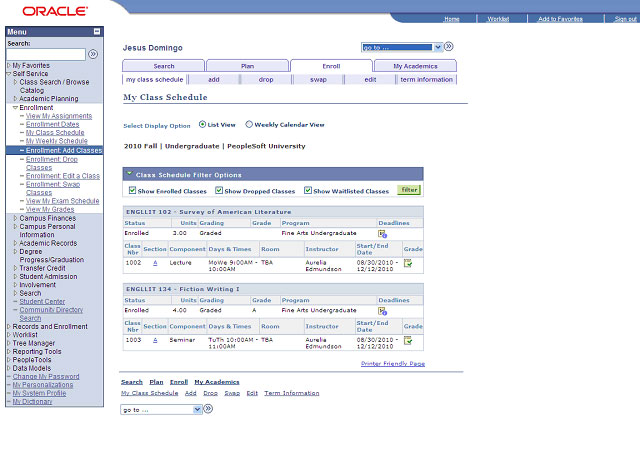 ORACLE
Home
Worklist
Add to Favorites
Sign out
Menu
Search:
My Favorites
Self Service
Class Search / Browse
Catalog
Academic Planning
Enrollment
View My Assignments
Enrollment Dates
My Class Schedule
My Weekly Schedule
Enrollment: Add Classes
Enrollment: Drop
Classes
Enrollment: Edit a Class
Enrollment: Swap
Classes
View My Exam Schedule
View My Grades
Campus Finances
Campus Personal
Information
Academic Records
Degree
Progress/Graduation
Transfer Credit
Student Admission
Involvement
Search
Student Center
Community Directory
Search
Records and Enrollment
Worklist
Tree Manager
Reporting Tools
PeopleTools
Data Models
Change My Password
My Personalizations
My System Profile
My Dictionary
Jesus Domingo
go to ...
Search Plan Enroll My Academics
my class schedule add drop swap edit term information
My Class Schedule
Select Display Option List View Weekly Calendar View
2010 Fall | Undergraduate | PeopleSoft University
Class Schedule Filter Options
Show Enrolled Classes Show Dropped Classes Show Waitlisted Classes filter
ENGLLIT 102 - Survey of American Literature
Status Units Grading Grade Program Deadlines
Enrolled 3.00 Graded Fine Arts Undergraduate
Class Nbr Section Component Days & Times Room Instructor Start/End Date Grade
1002 A Lecture MoWe 9:00AM - 10:00AM TBA Aurelia Edmundson 08/30/2010 - 12/12/2010
ENGLLIT 134 - Fiction Writing I
Status Units Grading Grade Program Deadlines
Enrolled 4.00 Graded A Fine Arts Undergraduate
Class Nbr Section Component Days & Times Room Instructor Start/End Date Grade
1003 A Seminar TuTh 10:00AM - 11:00AM TBA Aurelia Edmundson 08/30/2010 - 12/12/2010
Printer Friendly Page
Search Plan Enroll My Academics
My Class Schedule Add Drop Swap Edit Term Information
go to ...